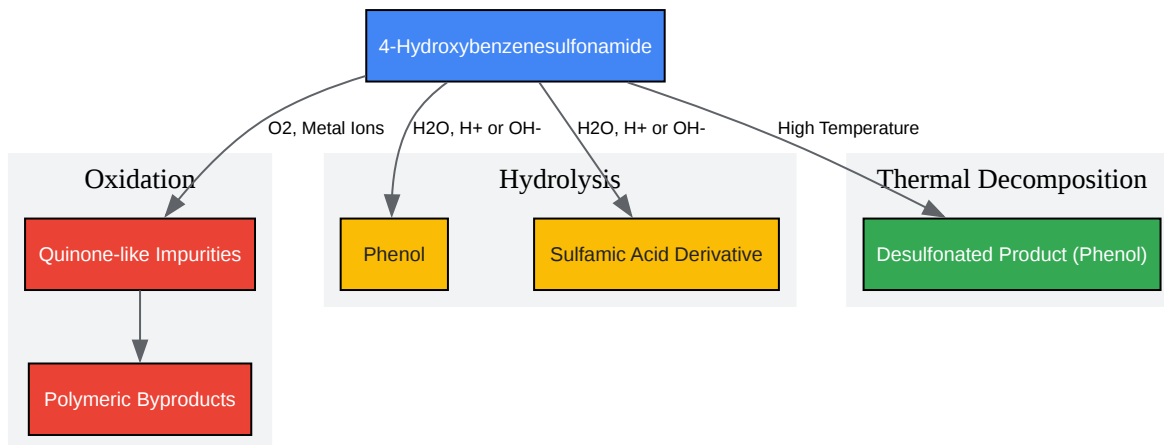 4-Hydroxybenzenesulfonamide
O2, Metal Ions
H2O, H+ or OH-
H2O, H+ or OH-
High Temperature
Oxidation
Hydrolysis
Thermal Decomposition
Quinone-like Impurities
Phenol
Sulfamic Acid Derivative
Desulfonated Product (Phenol)
Polymeric Byproducts